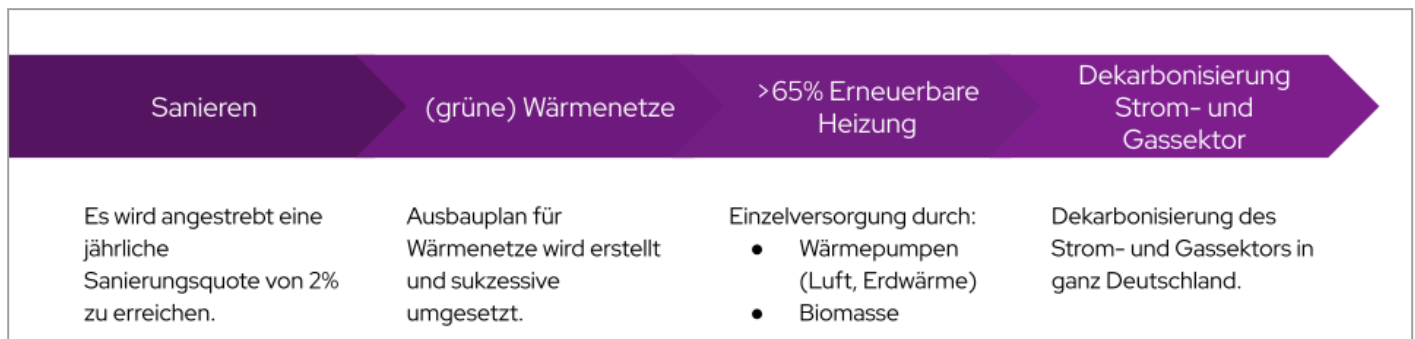 Sanieren
(grüne) Wärmenetze
>65% Erneuerbare
Heizung
Dekarbonisierung
Strom- und
Gassektor
Es wird angestrebt eine
jährliche
Sanierungsquote von 2%
zu erreichen.
Ausbauplan für
Wärmenetze wird erstellt
und sukzessive
umgesetzt.
Einzelversorgung durch:
● Wärmepumpen
(Luft, Erdwärme)
● Biomasse
Dekarbonisierung des
Strom- und Gassektors in
ganz Deutschland.